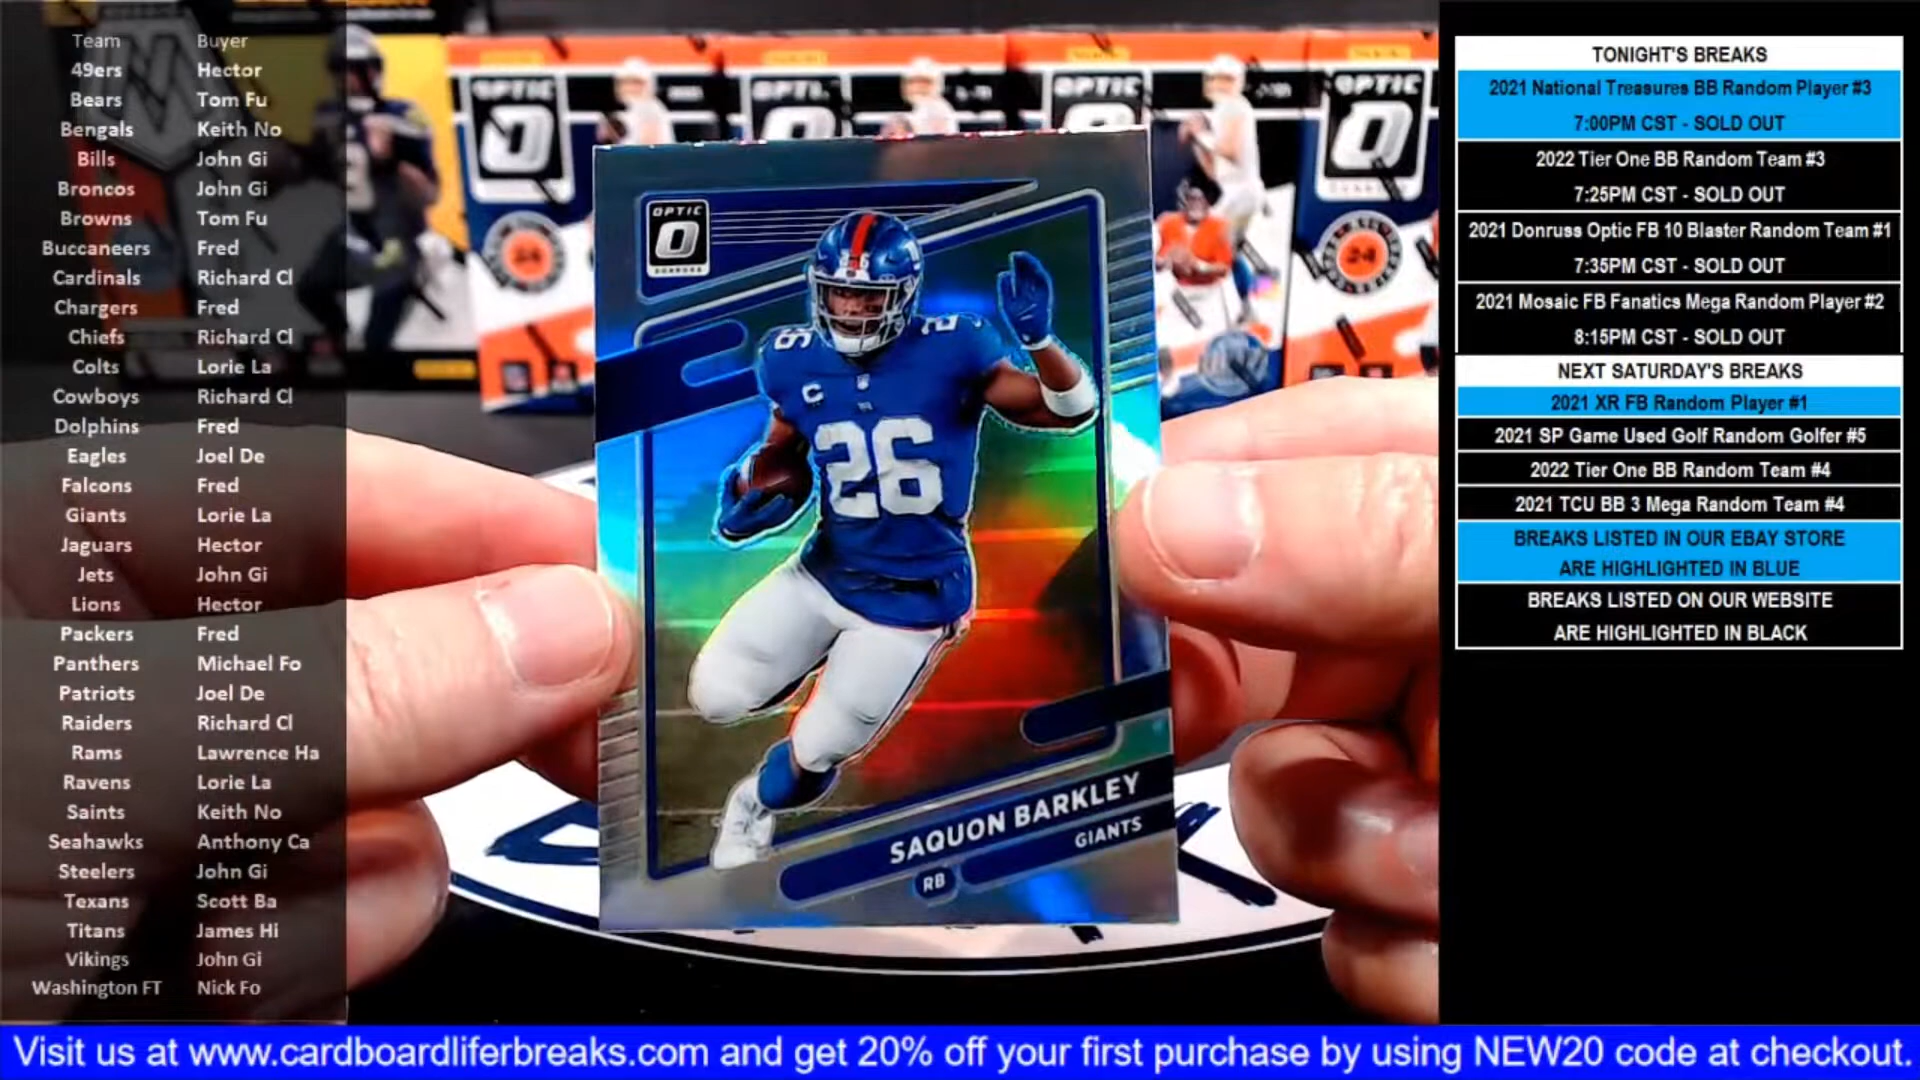 Team Buyer
49ers Hector
Bears Tom Fu
Bengals Keith No
Bills John Gi
Broncos John Gi
Browns Tom Fu
Buccaneers Fred
Cardinals Richard Cl
Chargers Fred
Chiefs Richard Cl
Colts Lorie La
Cowboys Richard Cl
Dolphins Fred
Eagles Joel De
Falcons Fred
Giants Lorie La
Jaguars Hector
Jets John Gi
Lions Hector
Packers Fred
Panthers Michael Fo
Patriots Joel De
Raiders Richard Cl
Rams Lawrence Ha
Ravens Lorie La
Saints Keith No
Seahawks Anthony Ca
Steelers John Gi
Texans Scott Ba
Titans James Hi
Vikings John Gi
Washington FT Nick Fo
OPTIC
OPTIC
OPTIC
24
24
OPTIC
DONRUSS
26
26
C
26
SAQUON BARKLEY
GIANTS
RB
TONIGHT'S BREAKS
2021 National Treasures BB Random Player #3
7:00PM CST - SOLD OUT
2022 Tier One BB Random Team #3
7:25PM CST - SOLD OUT
2021 Donruss Optic FB 10 Blaster Random Team #1
7:35PM CST - SOLD OUT
2021 Mosaic FB Fanatics Mega Random Player #2
8:15PM CST - SOLD OUT
NEXT SATURDAY'S BREAKS
2021 XR FB Random Player #1
2021 SP Game Used Golf Random Golfer #5
2022 Tier One BB Random Team #4
2021 TCU BB 3 Mega Random Team #4
BREAKS LISTED IN OUR EBAY STORE
ARE HIGHLIGHTED IN BLUE
BREAKS LISTED ON OUR WEBSITE
ARE HIGHLIGHTED IN BLACK
Visit us at www.cardboardliferbreaks.com and get 20% off your first purchase by using NEW20 code at checkout.